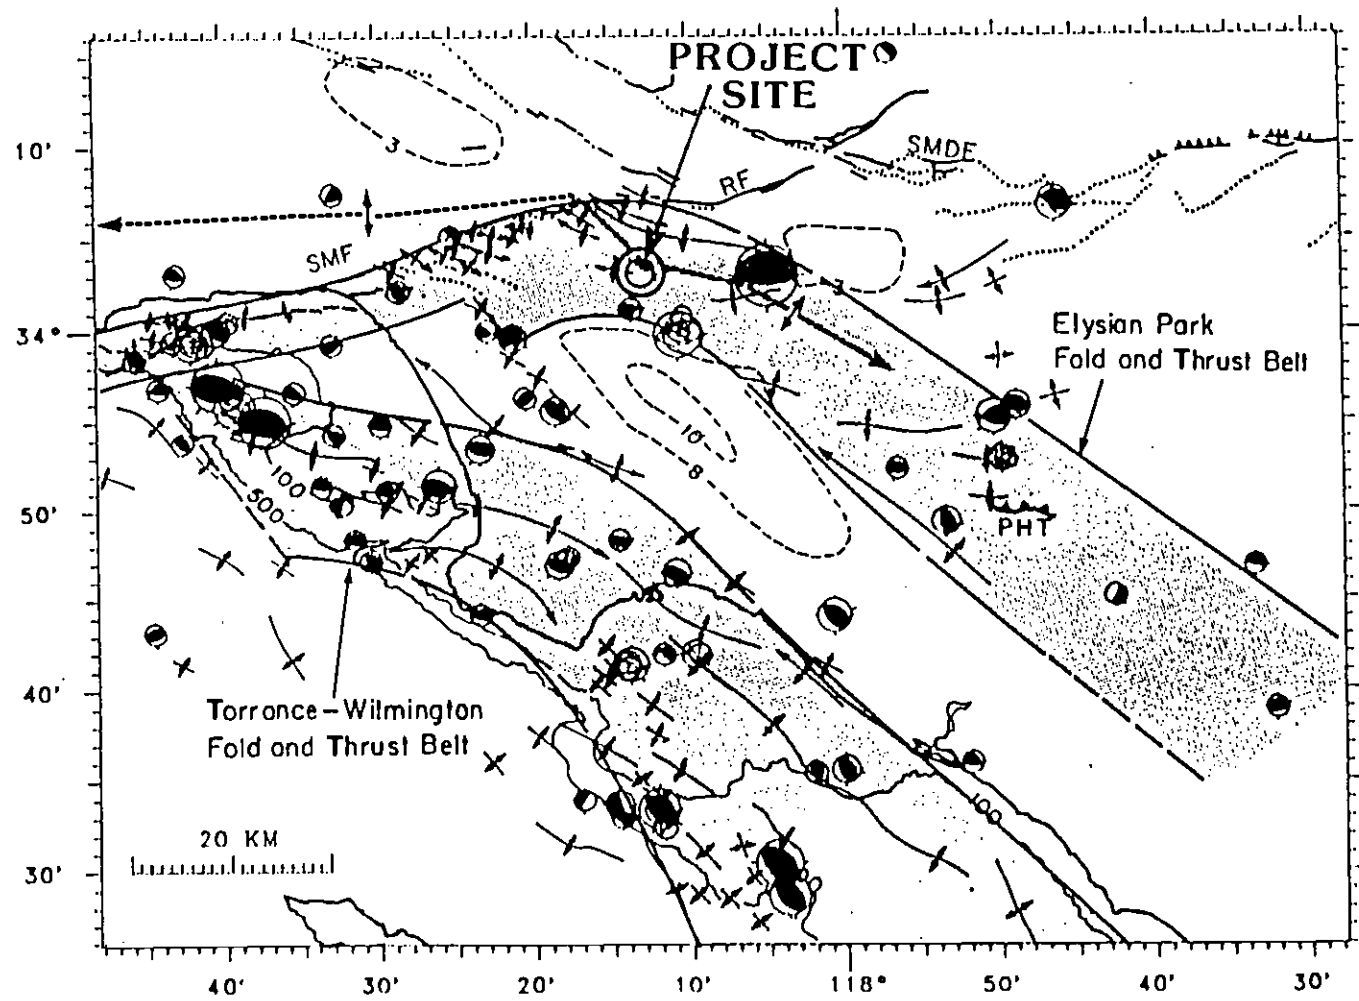 PROJECT
SITE
10'
3
SMDF
RF
SMF
3
34°
Elysian Park
Fold and Thrust Belt
10
8
100
500
50'
PHT
40'
Torrance-Wilmington
Fold and Thrust Belt
100
20 KM
30'
40'
30'
20'
10'
118°
50'
40'
30'